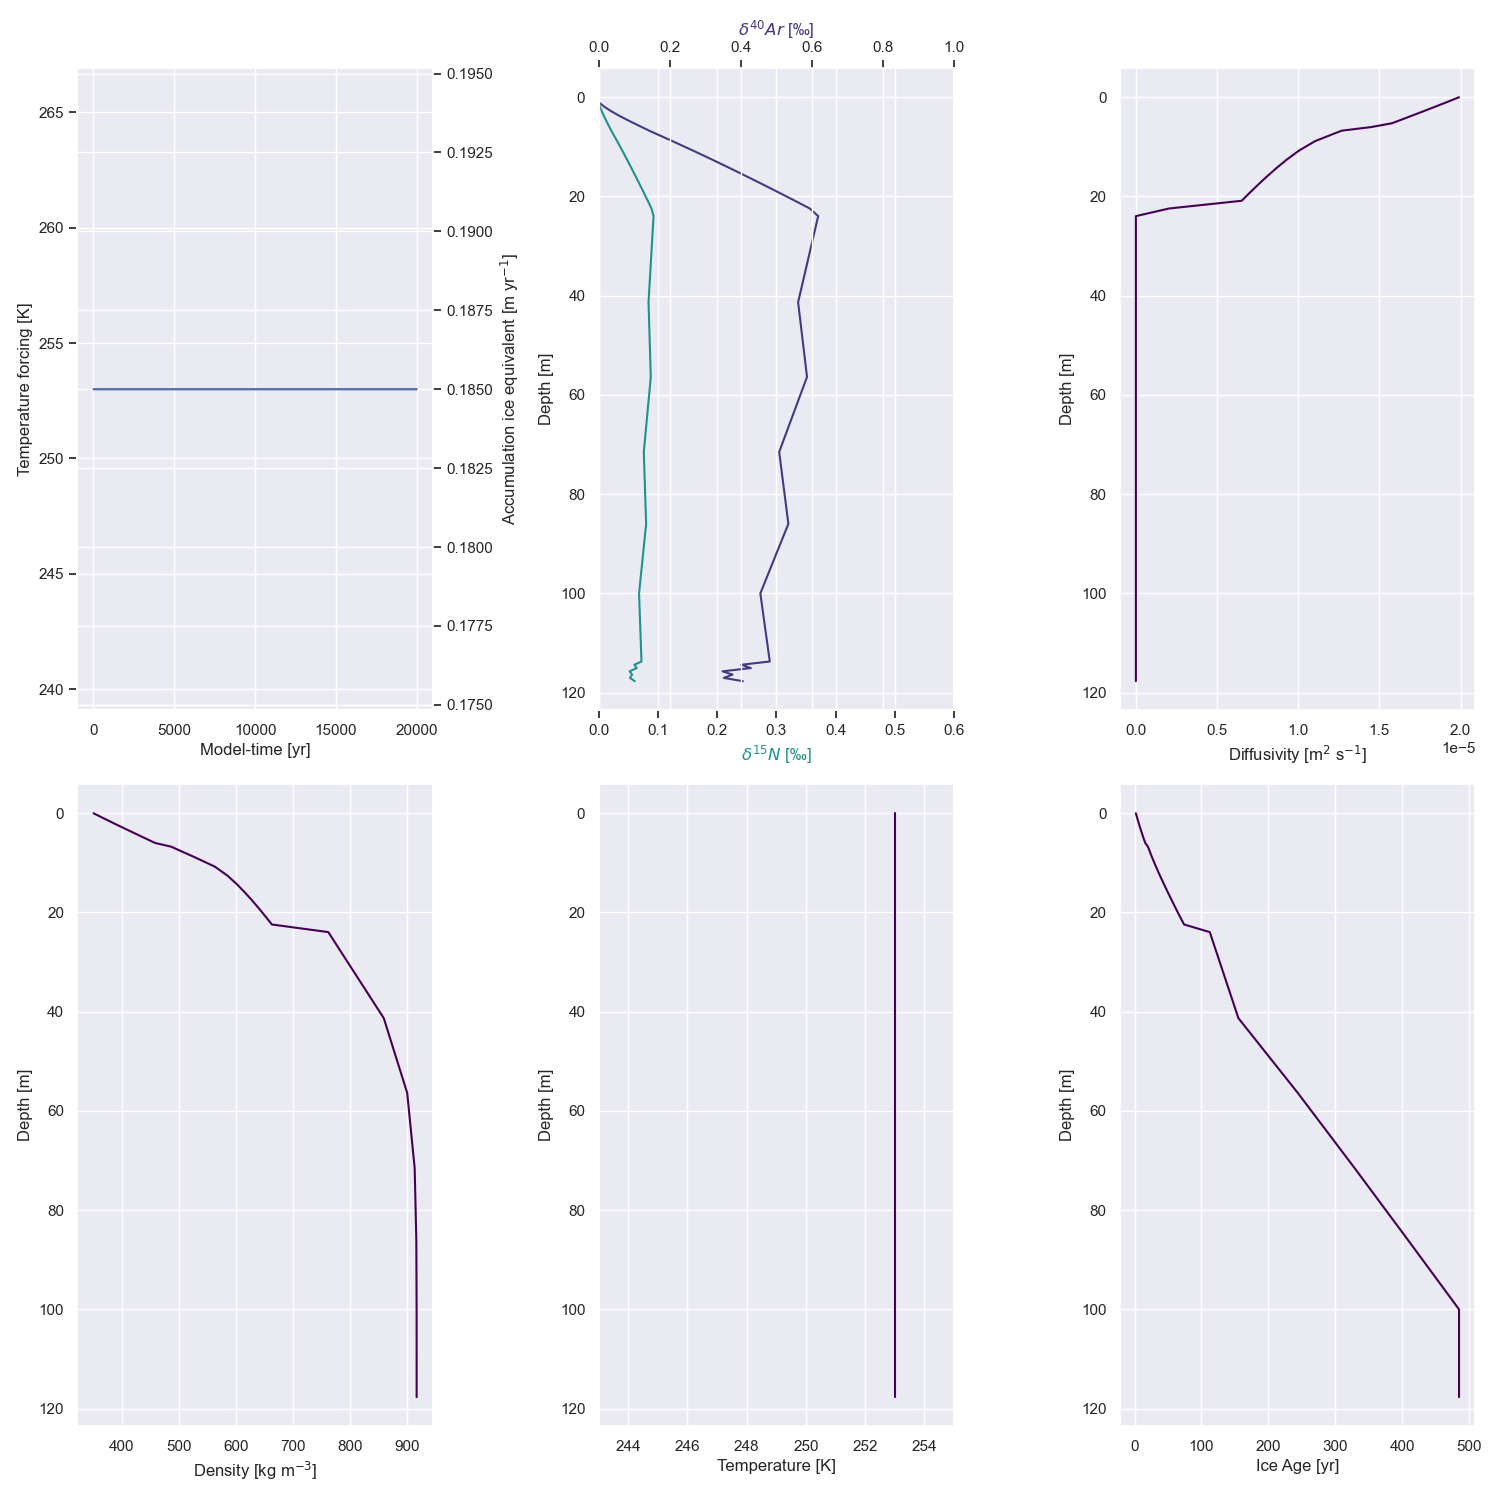 δ⁴⁰Ar [‰]
0.0 0.2 0.4 0.6 0.8 1.0
265
260
255
250
245
240
Temperature forcing [K]
0.1950
0.1925
0.1900
0.1875
0.1850
0.1825
0.1800
0.1775
0.1750
Accumulation ice equivalent [m yr⁻¹]
0 5000 10000 15000 20000
Model-time [yr]
0
20
40
60
80
100
120
Depth [m]
0.0 0.1 0.2 0.3 0.4 0.5 0.6
δ¹⁵N [‰]
0
20
40
60
80
100
120
Depth [m]
0.0 0.5 1.0 1.5 2.0
1e−5
Diffusivity [m² s⁻¹]
0
20
40
60
80
100
120
Depth [m]
400 500 600 700 800 900
Density [kg m⁻³]
0
20
40
60
80
100
120
Depth [m]
244 246 248 250 252 254
Temperature [K]
0
20
40
60
80
100
120
Depth [m]
0 100 200 300 400 500
Ice Age [yr]